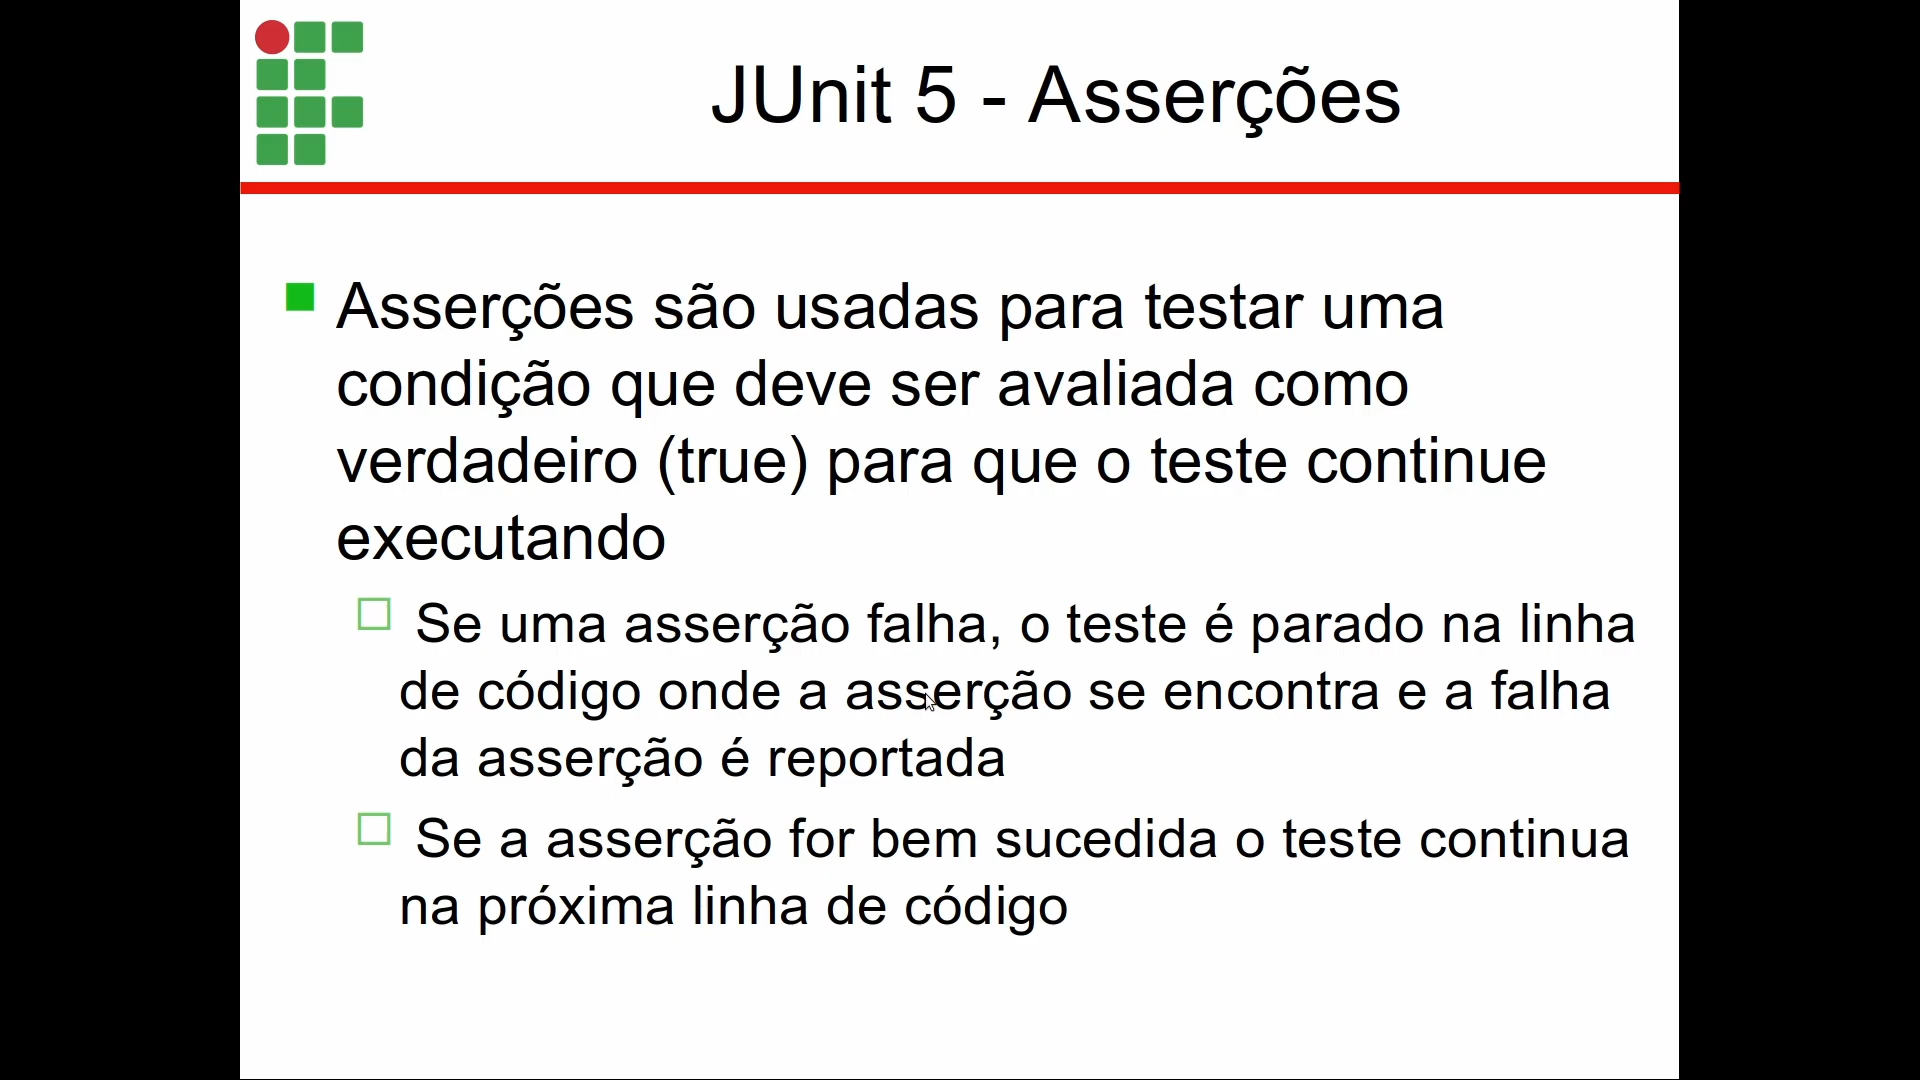 JUnit 5 - Asserções
Asserções são usadas para testar uma
condição que deve ser avaliada como
verdadeiro (true) para que o teste continue
executando
Se uma asserção falha, o teste é parado na linha
de código onde a asserção se encontra e a falha
da asserção é reportada
Se a asserção for bem sucedida o teste continua
na próxima linha de código